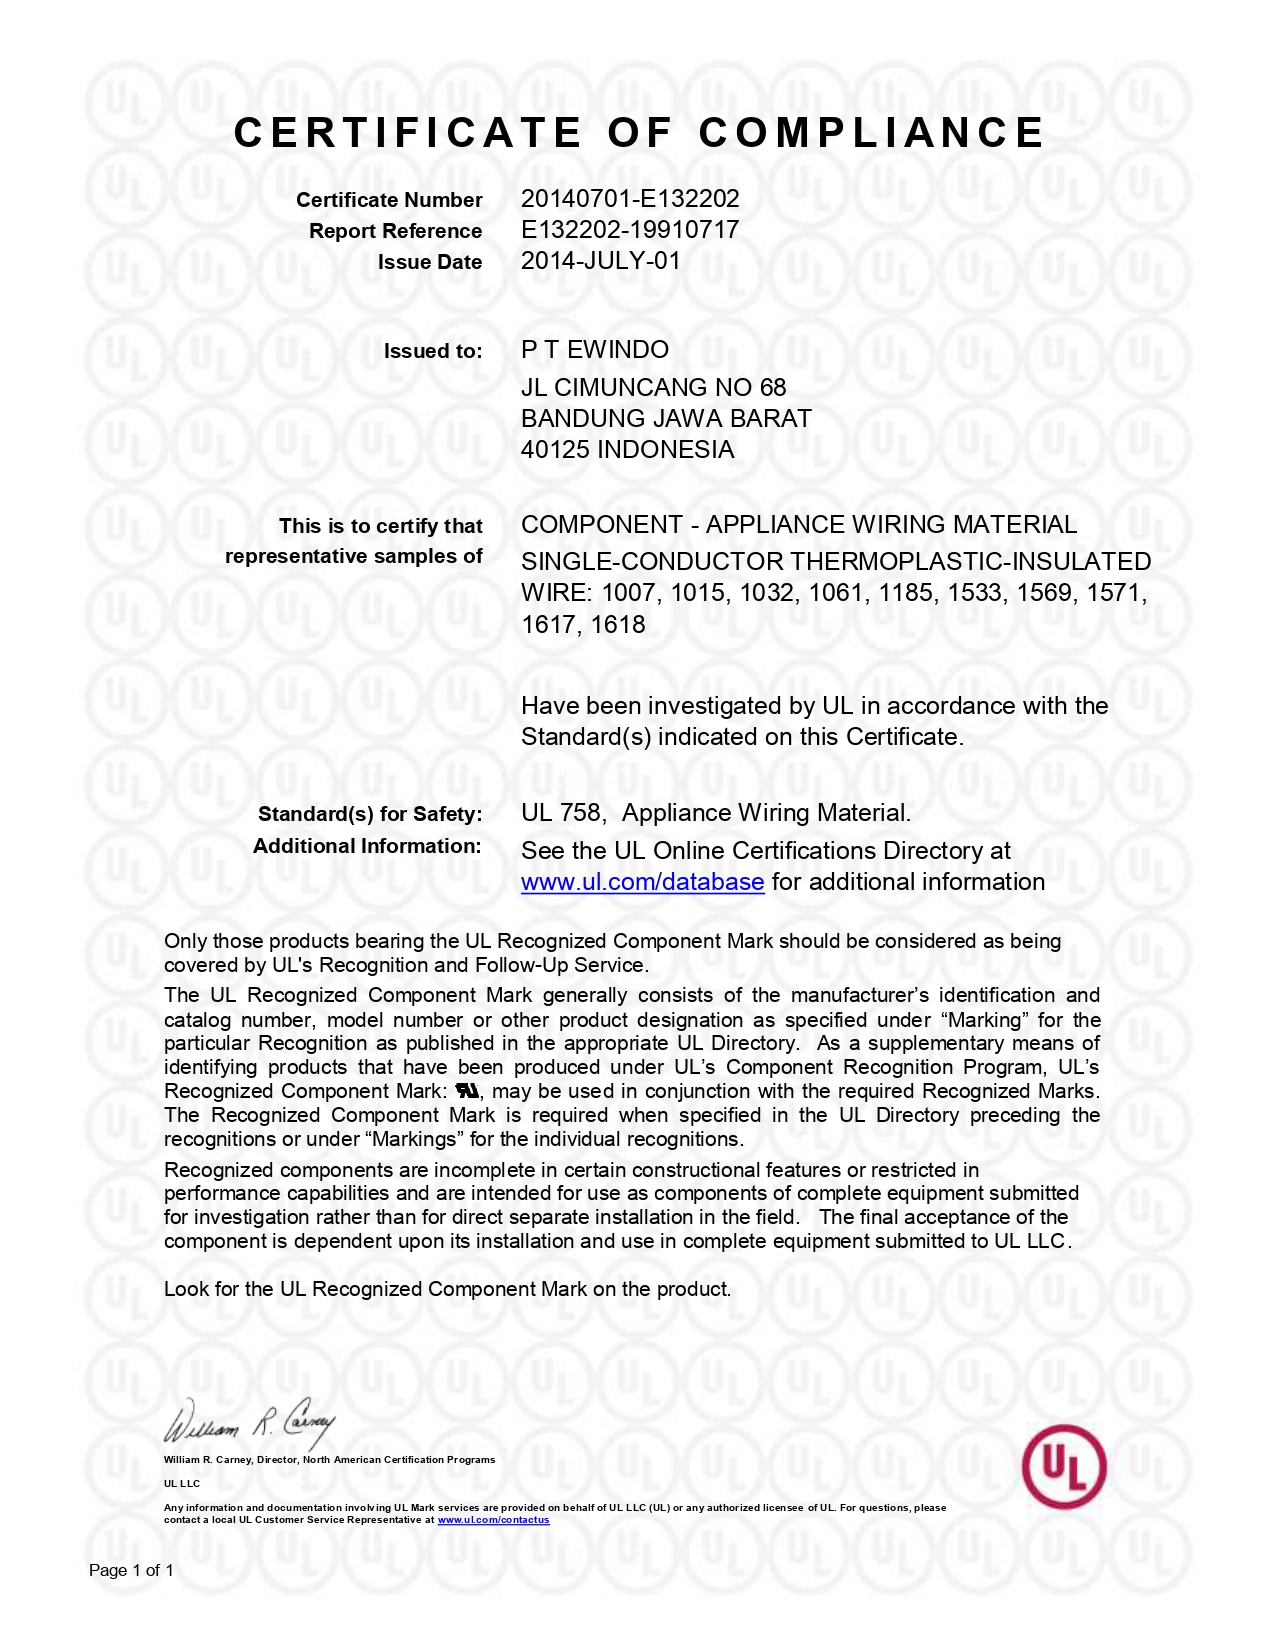 CERTIFICATE OF COMPLIANCE
Certificate Number 20140701-E132202
Report Reference E132202-19910717
Issue Date 2014-JULY-01
Issued to: P T EWINDO
JL CIMUNCANG NO 68
BANDUNG JAWA BARAT
40125 INDONESIA
This is to certify that COMPONENT - APPLIANCE WIRING MATERIAL
representative samples of SINGLE-CONDUCTOR THERMOPLASTIC-INSULATED
WIRE: 1007, 1015, 1032, 1061, 1185, 1533, 1569, 1571,
1617, 1618
Have been investigated by UL in accordance with the
Standard(s) indicated on this Certificate.
Standard(s) for Safety: UL 758, Appliance Wiring Material.
Additional Information: See the UL Online Certifications Directory at
www.ul.com/database for additional information
Only those products bearing the UL Recognized Component Mark should be considered as being
covered by UL's Recognition and Follow-Up Service.
The UL Recognized Component Mark generally consists of the manufacturer’s identification and
catalog number, model number or other product designation as specified under “Marking” for the
particular Recognition as published in the appropriate UL Directory. As a supplementary means of
identifying products that have been produced under UL’s Component Recognition Program, UL’s
Recognized Component Mark: , may be used in conjunction with the required Recognized Marks.
The Recognized Component Mark is required when specified in the UL Directory preceding the
recognitions or under “Markings” for the individual recognitions.
Recognized components are incomplete in certain constructional features or restricted in
performance capabilities and are intended for use as components of complete equipment submitted
for investigation rather than for direct separate installation in the field. The final acceptance of the
component is dependent upon its installation and use in complete equipment submitted to UL LLC.
Look for the UL Recognized Component Mark on the product.
William R. Carney
William R. Carney, Director, North American Certification Programs
UL LLC
UL
Any information and documentation involving UL Mark services are provided on behalf of UL LLC (UL) or any authorized licensee of UL. For questions, please
contact a local UL Customer Service Representative at www.ul.com/contactus
Page 1 of 1